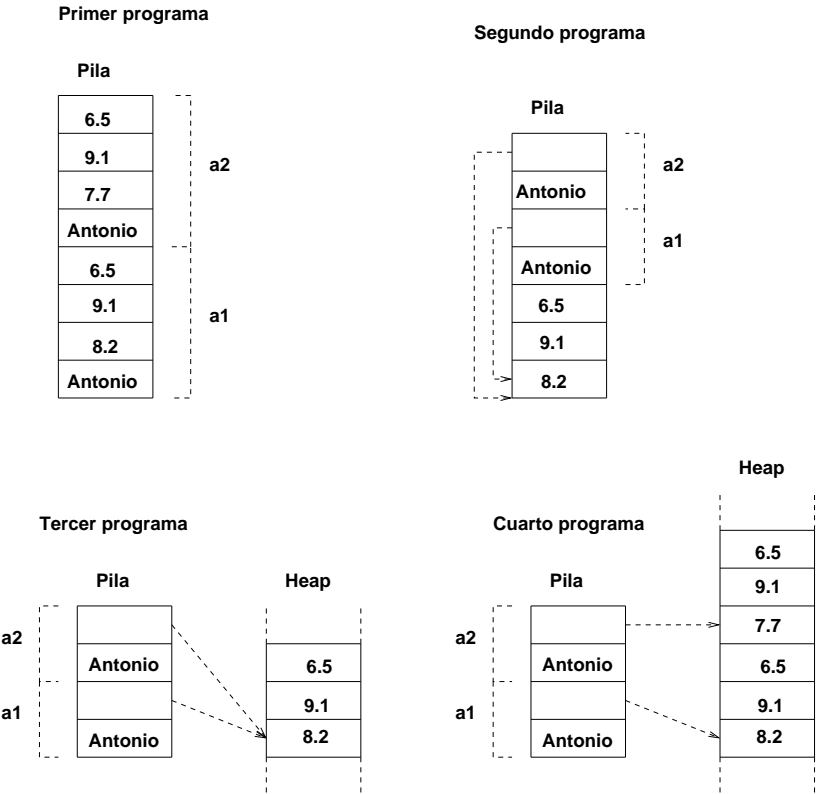 Primer programa
Pila
6.5
9.1
7.7
Antonio
6.5
9.1
8.2
Antonio
a2
a1
Segundo programa
Pila
Antonio
Antonio
6.5
9.1
8.2
a2
a1
Tercer programa
Pila
Heap
a2
Antonio
a1
Antonio
6.5
9.1
8.2
Cuarto programa
Pila
Heap
a2
Antonio
a1
Antonio
6.5
9.1
7.7
6.5
9.1
8.2